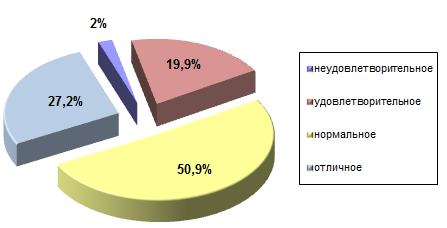 2%
19,9%
27,2%
50,9%
неудовлетворительное
удовлетворительное
нормальное
отличное